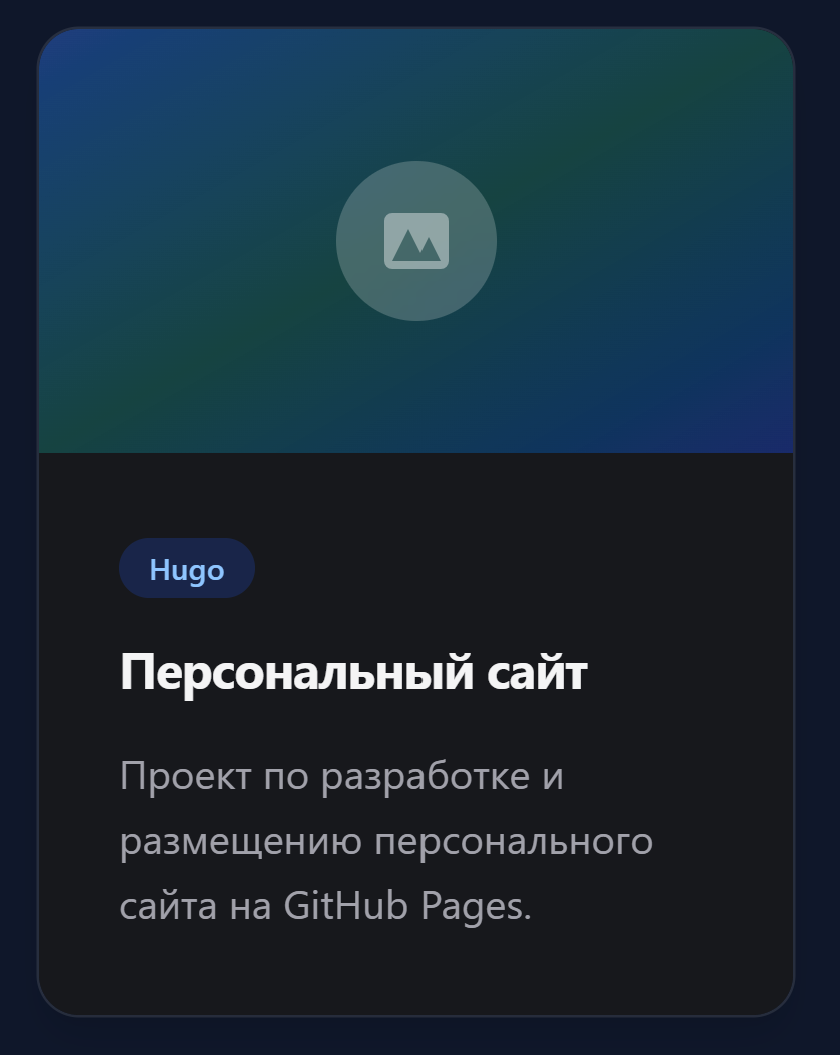 Hugo
Персональный сайт
Проект по разработке и
размещению персонального
сайта на GitHub Pages.